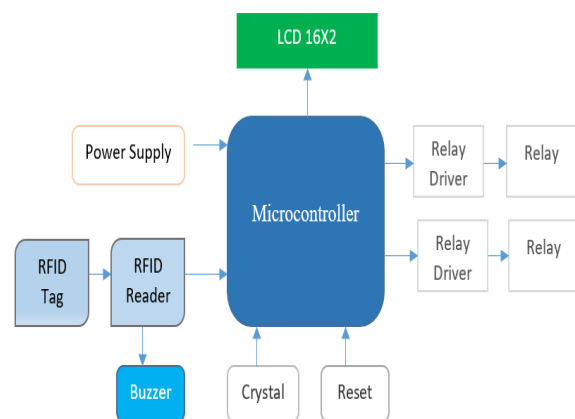 LCD 16X2
Power Supply
Relay
Driver
Relay
Microcontroller
Relay
Driver
Relay
RFID
Tag
RFID
Reader
Buzzer
Crystal
Reset